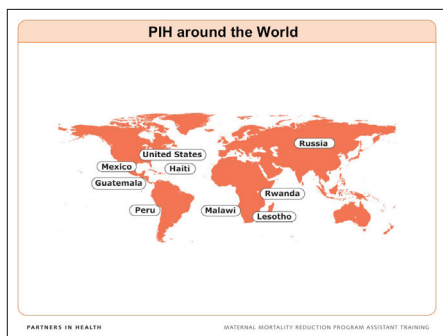 PIH around the World
Russia
United States
Mexico
Haiti
Guatemala
Rwanda
Peru
Malawi
Lesotho
PARTNERS IN HEALTH
MATERNAL MORTALITY REDUCTION PROGRAM ASSISTANT TRAINING